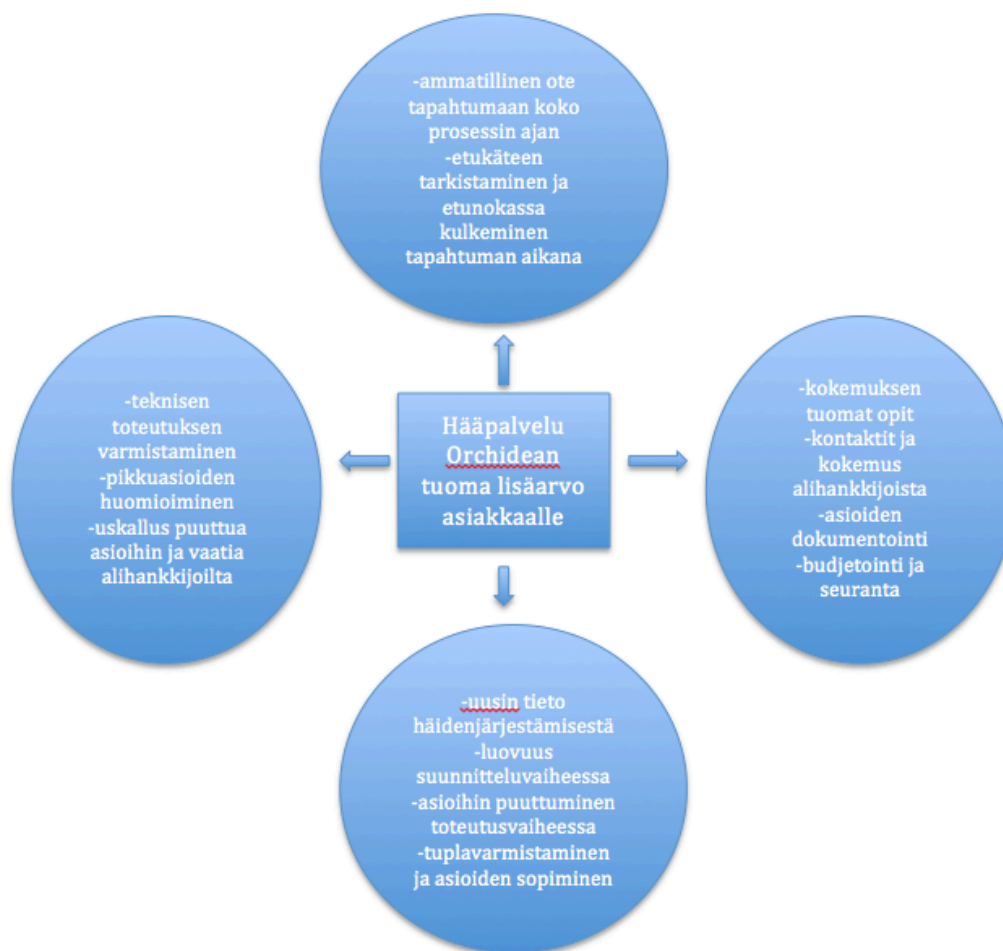 -ammatillinen ote
tapahtumaan koko
prosessin ajan
-etukäteen
tarkistaminen ja
etunokassa
kulkeminen
tapahtuman aikana
-teknisen
toteutuksen
varmistaminen
-pikkuasioiden
huomioiminen
-uskallus puuttua
asioihin ja vaatia
alihankkijoilta
Hääpalvelu
Orchidean
tuoma lisäarvo
asiakkaalle
-kokemuksen
tuomat opit
-kontaktit ja
kokemus
alihankkijoista
-asioiden
dokumentointi
-budjetointi ja
seuranta
-uusin tieto
häidenjärjestämisestä
-luovuus
suunnitteluvaiheessa
-asioihin puuttuminen
toteutusvaiheessa
-tuplavarmistaminen
ja asioiden sopiminen